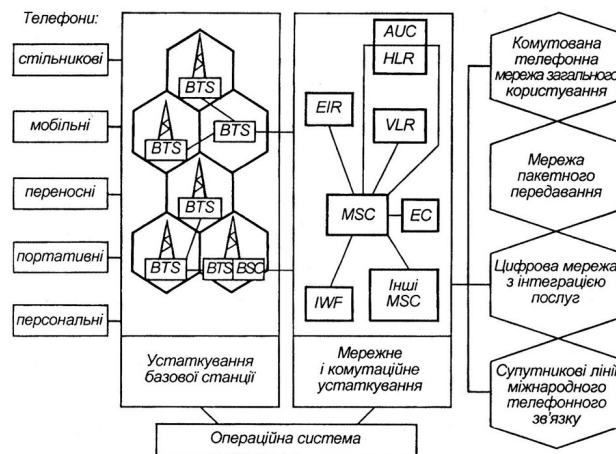 Телефони:
стільникові
мобільні
переносні
портативні
персональні
BTS
BTS
BTS
BTS
BTS
BTS
BSC
Устаткування
базової станції
AUC
HLR
EIR
VLR
MSC
EC
IWF
Інші
MSC
Мережне
і комутаційне
устаткування
Операційна система
Комутована
телефонна
мережа загального
користування
Мережа
пакетного
передавання
Цифрова мережа
з інтеграцією
послуг
Супутникові лінії
міжнародного
телефонного
зв'язку